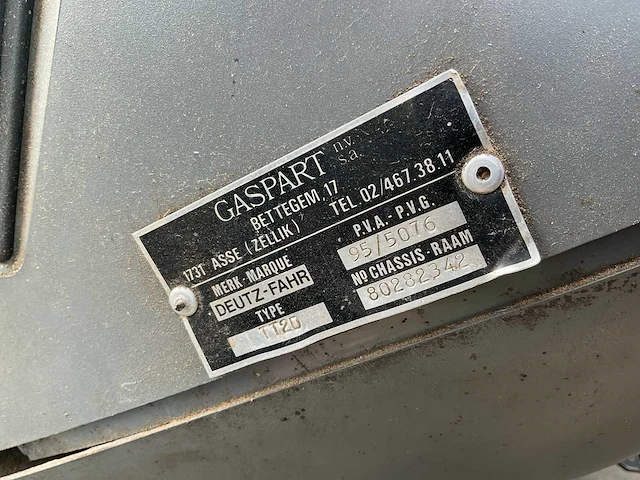 GASPART n.v. s.a.
BETTEGEM, 17
1731 ASSE (ZELLIK) TEL. 02/467.38.11
MERK-MARQUE
DEUTZ-FAHR
TYPE
TT2D
P.V.A.-P.V.G.
95/5076
No CHASSIS-RAAM
80282342